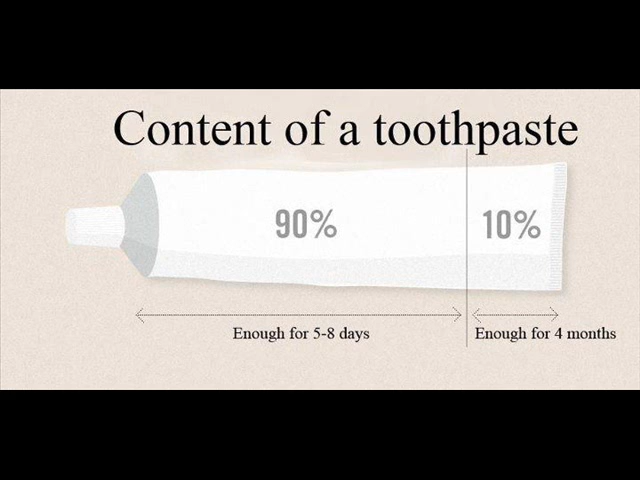 Content of a toothpaste
90%
10%
Enough for 5-8 days
Enough for 4 months